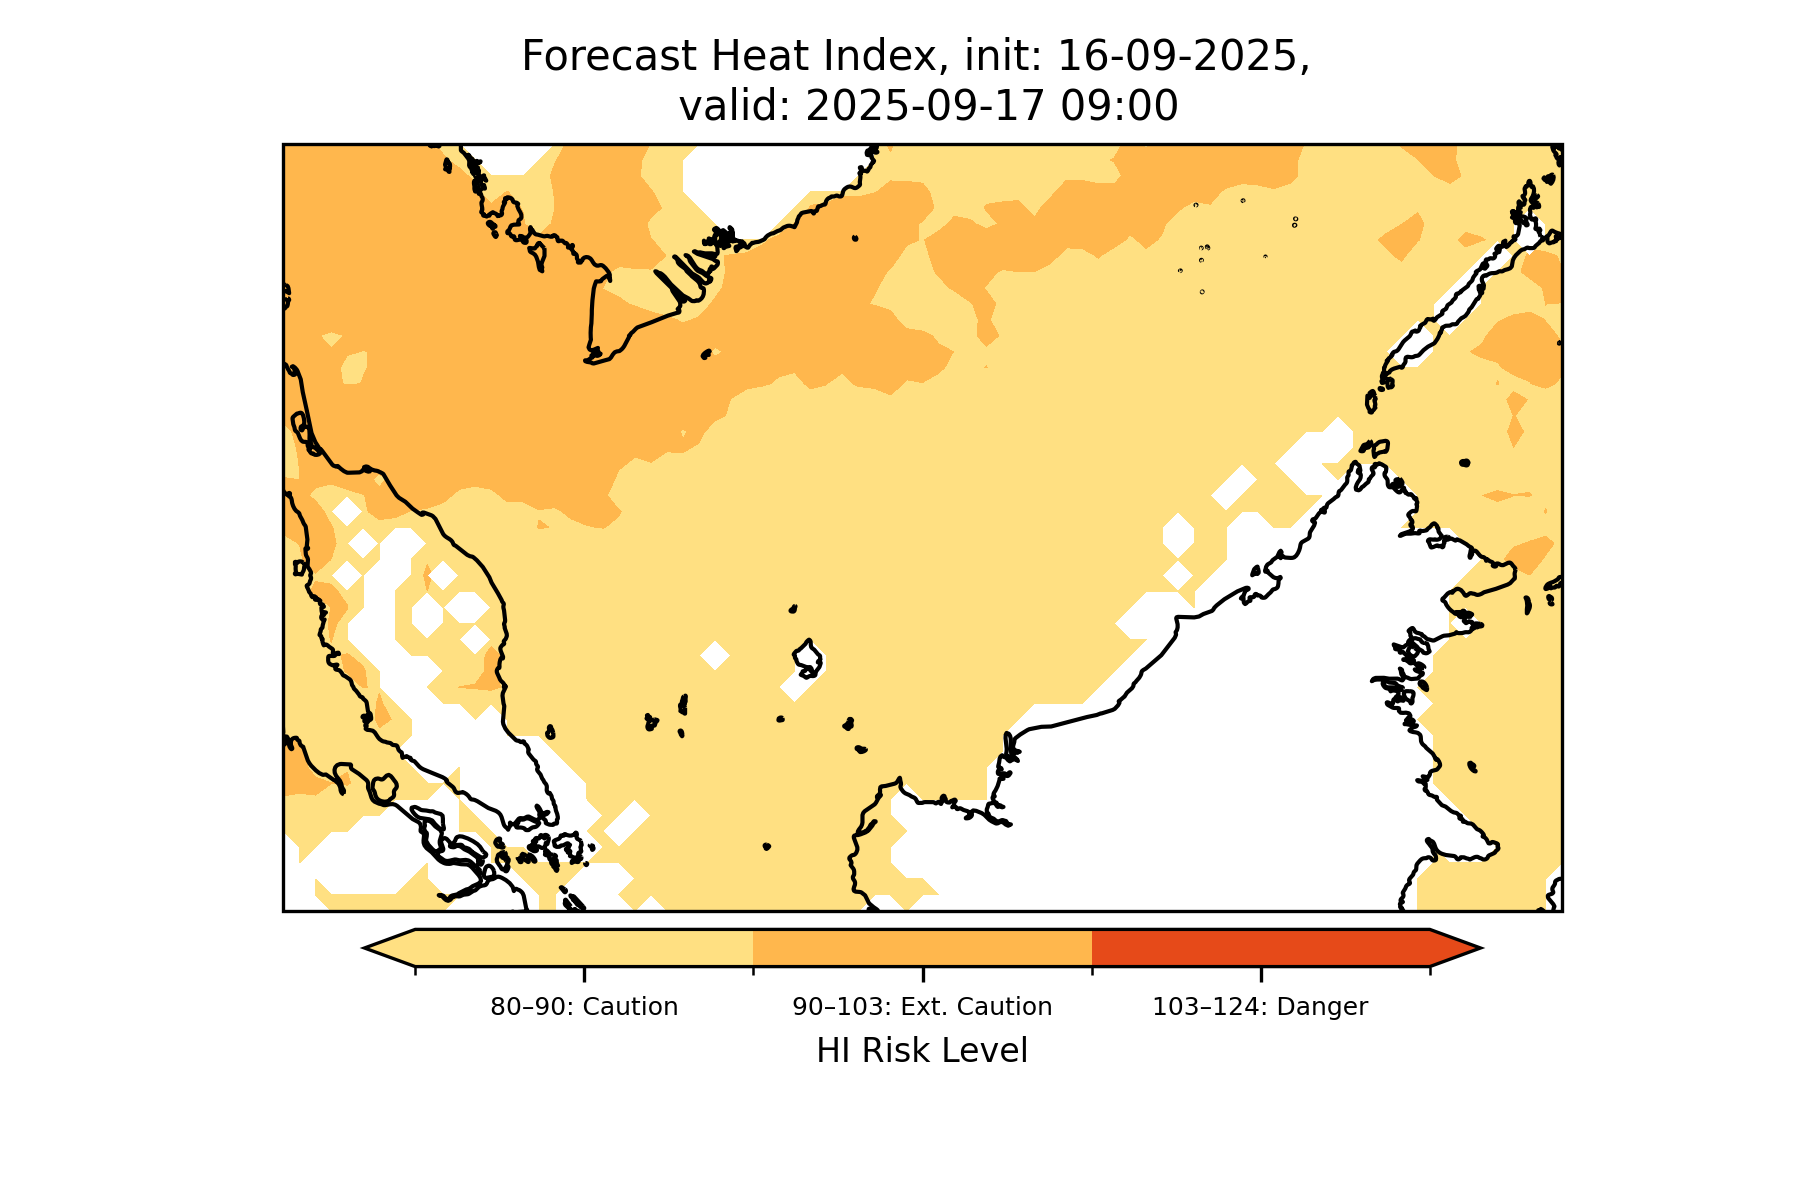 Forecast Heat Index, init: 16-09-2025,
valid: 2025-09-17 09:00
80–90: Caution
90–103: Ext. Caution
103–124: Danger
HI Risk Level